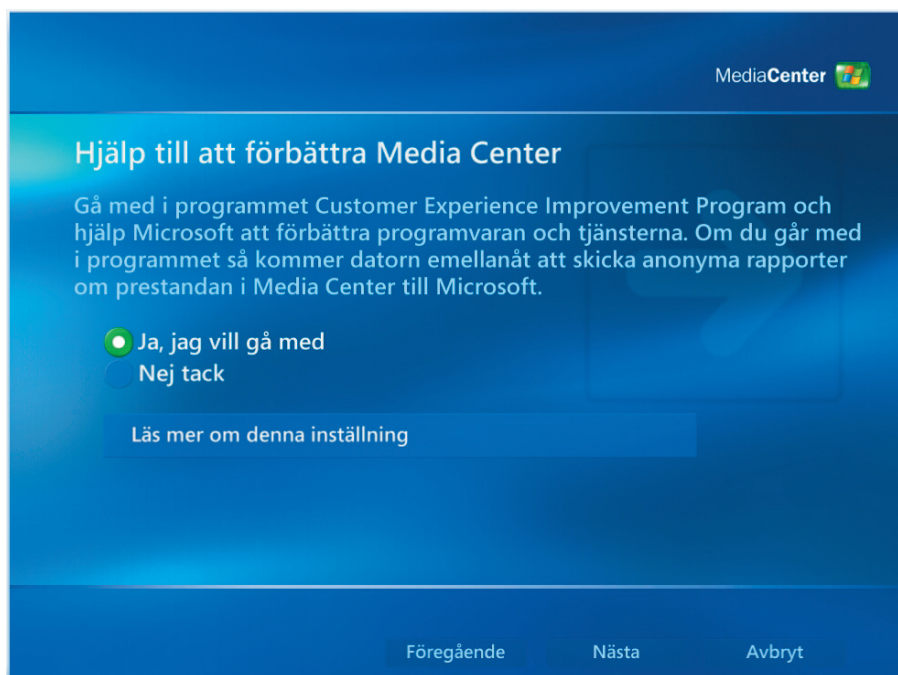 MediaCenter
Hjälp till att förbättra Media Center
Gå med i programmet Customer Experience Improvement Program och
hjälp Microsoft att förbättra programvaran och tjänsterna. Om du går med
i programmet så kommer datorn emellanåt att skicka anonyma rapporter
om prestandan i Media Center till Microsoft.
Ja, jag vill gå med
Nej tack
Läs mer om denna inställning
Föregående Nästa Avbryt